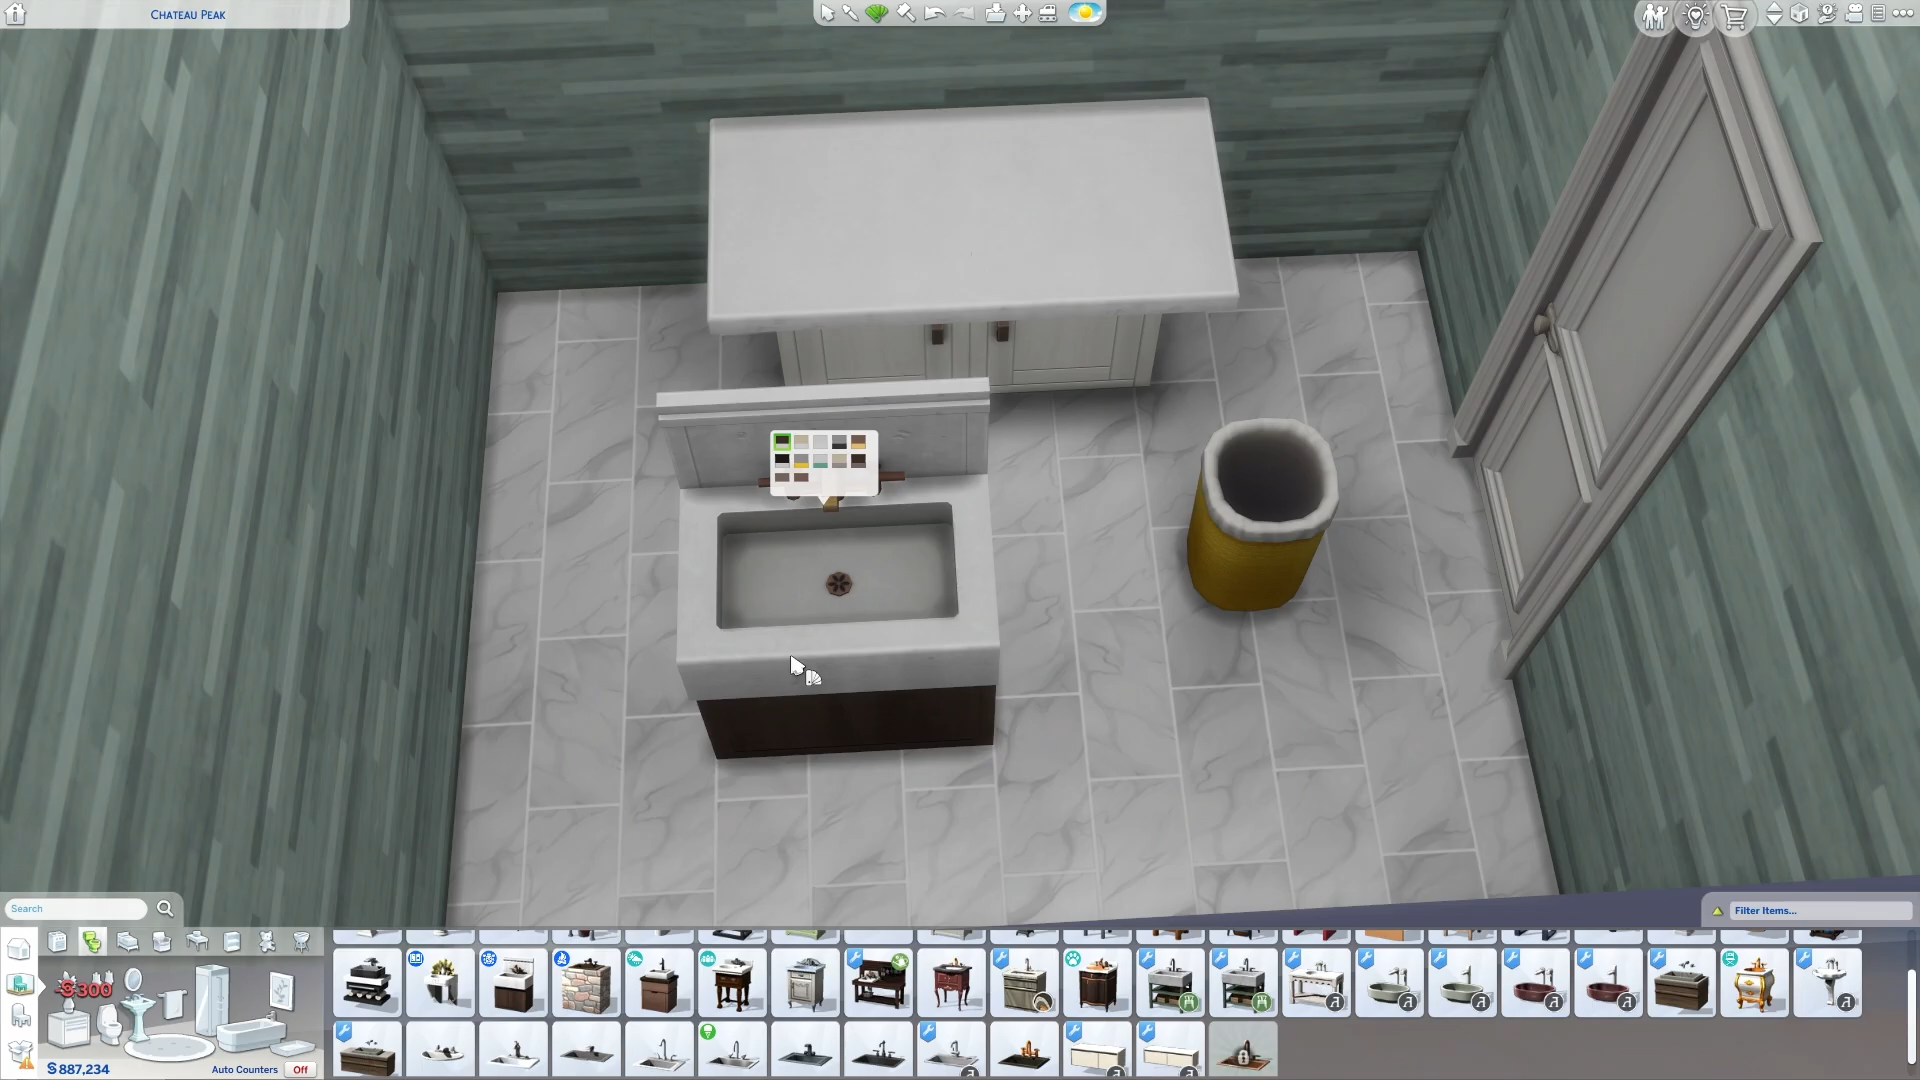 CHATEAU PEAK
Search
Filter Items...
-§300
§887,234
Auto Counters Off